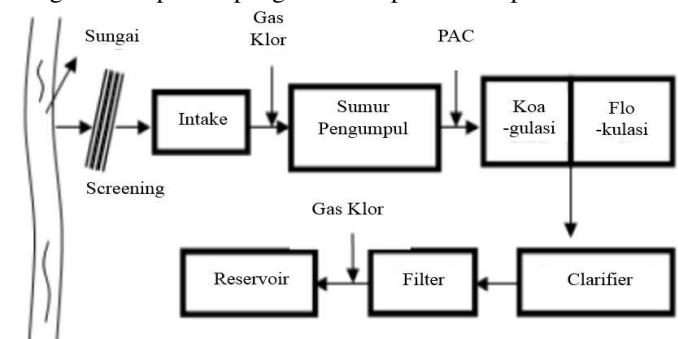 Gas
Sungai
Klor
PAC
Intake
Sumur
Pengumpul
Koa
-gulasi
Flo
-kulasi
Screening
Gas Klor
Reservoir
Filter
Clarifier